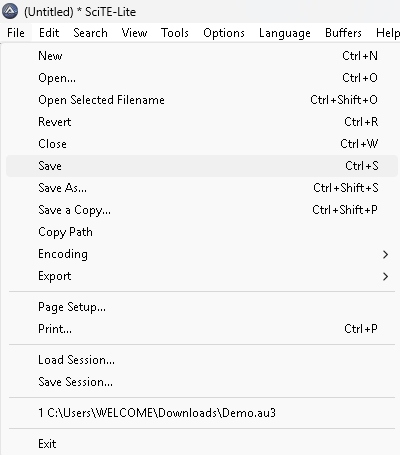 (Untitled) * SciTE-Lite
File Edit Search View Tools Options Language Buffers Help
New Ctrl+N
Open... Ctrl+O
Open Selected Filename Ctrl+Shift+O
Revert Ctrl+R
Close Ctrl+W
Save Ctrl+S
Save As... Ctrl+Shift+S
Save a Copy... Ctrl+Shift+P
Copy Path
Encoding
Export
Page Setup...
Print... Ctrl+P
Load Session...
Save Session...
1 C:\Users\WELCOME\Downloads\Demo.au3
Exit